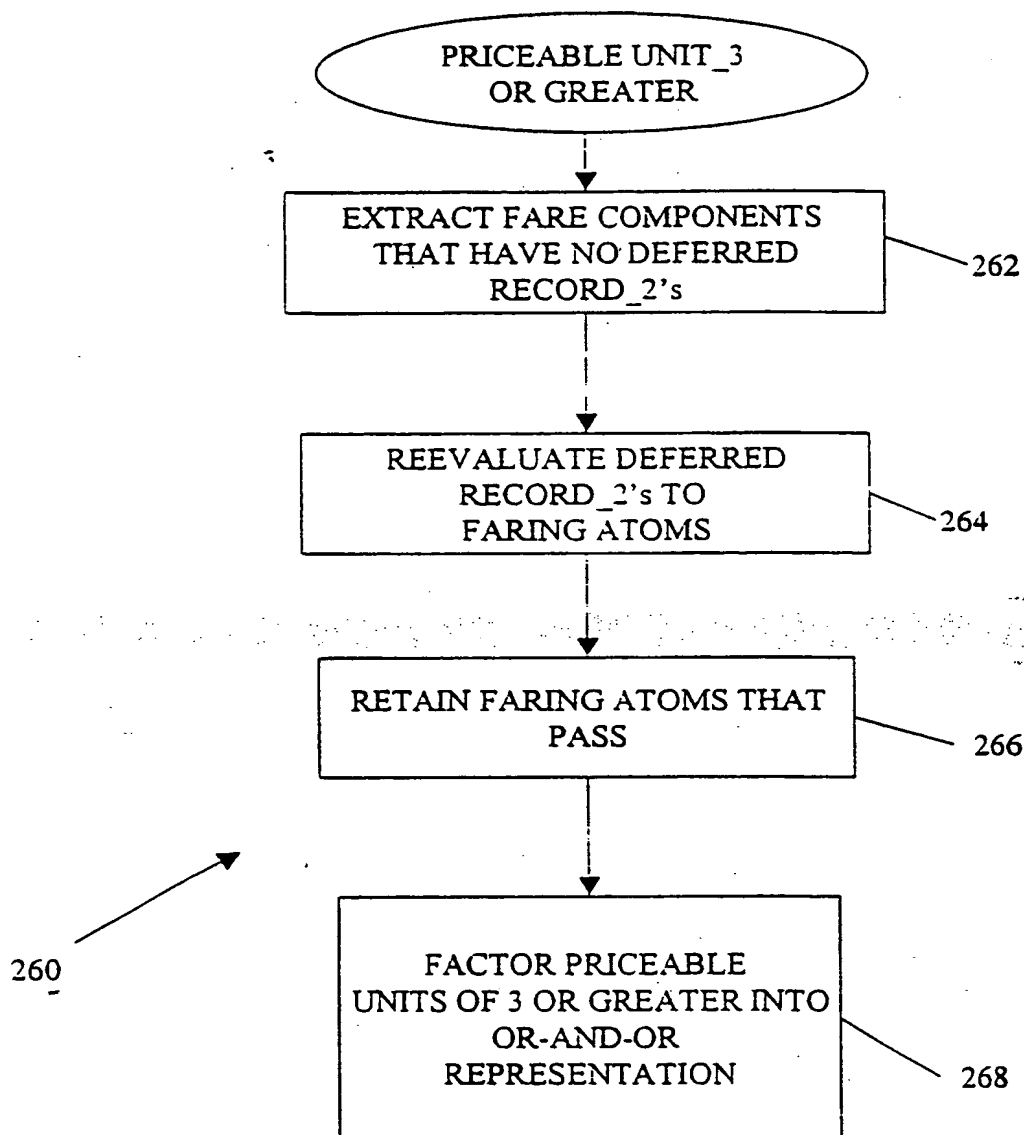 PRICEABLE UNIT_3
OR GREATER
EXTRACT FARE COMPONENTS
THAT HAVE NO DEFERRED
RECORD_2's
262
REEVALUATE DEFERRED
RECORD_2's TO
FARING ATOMS
264
RETAIN FARING ATOMS THAT
PASS
266
260
FACTOR PRICEABLE
UNITS OF 3 OR GREATER INTO
OR-AND-OR
REPRESENTATION
268